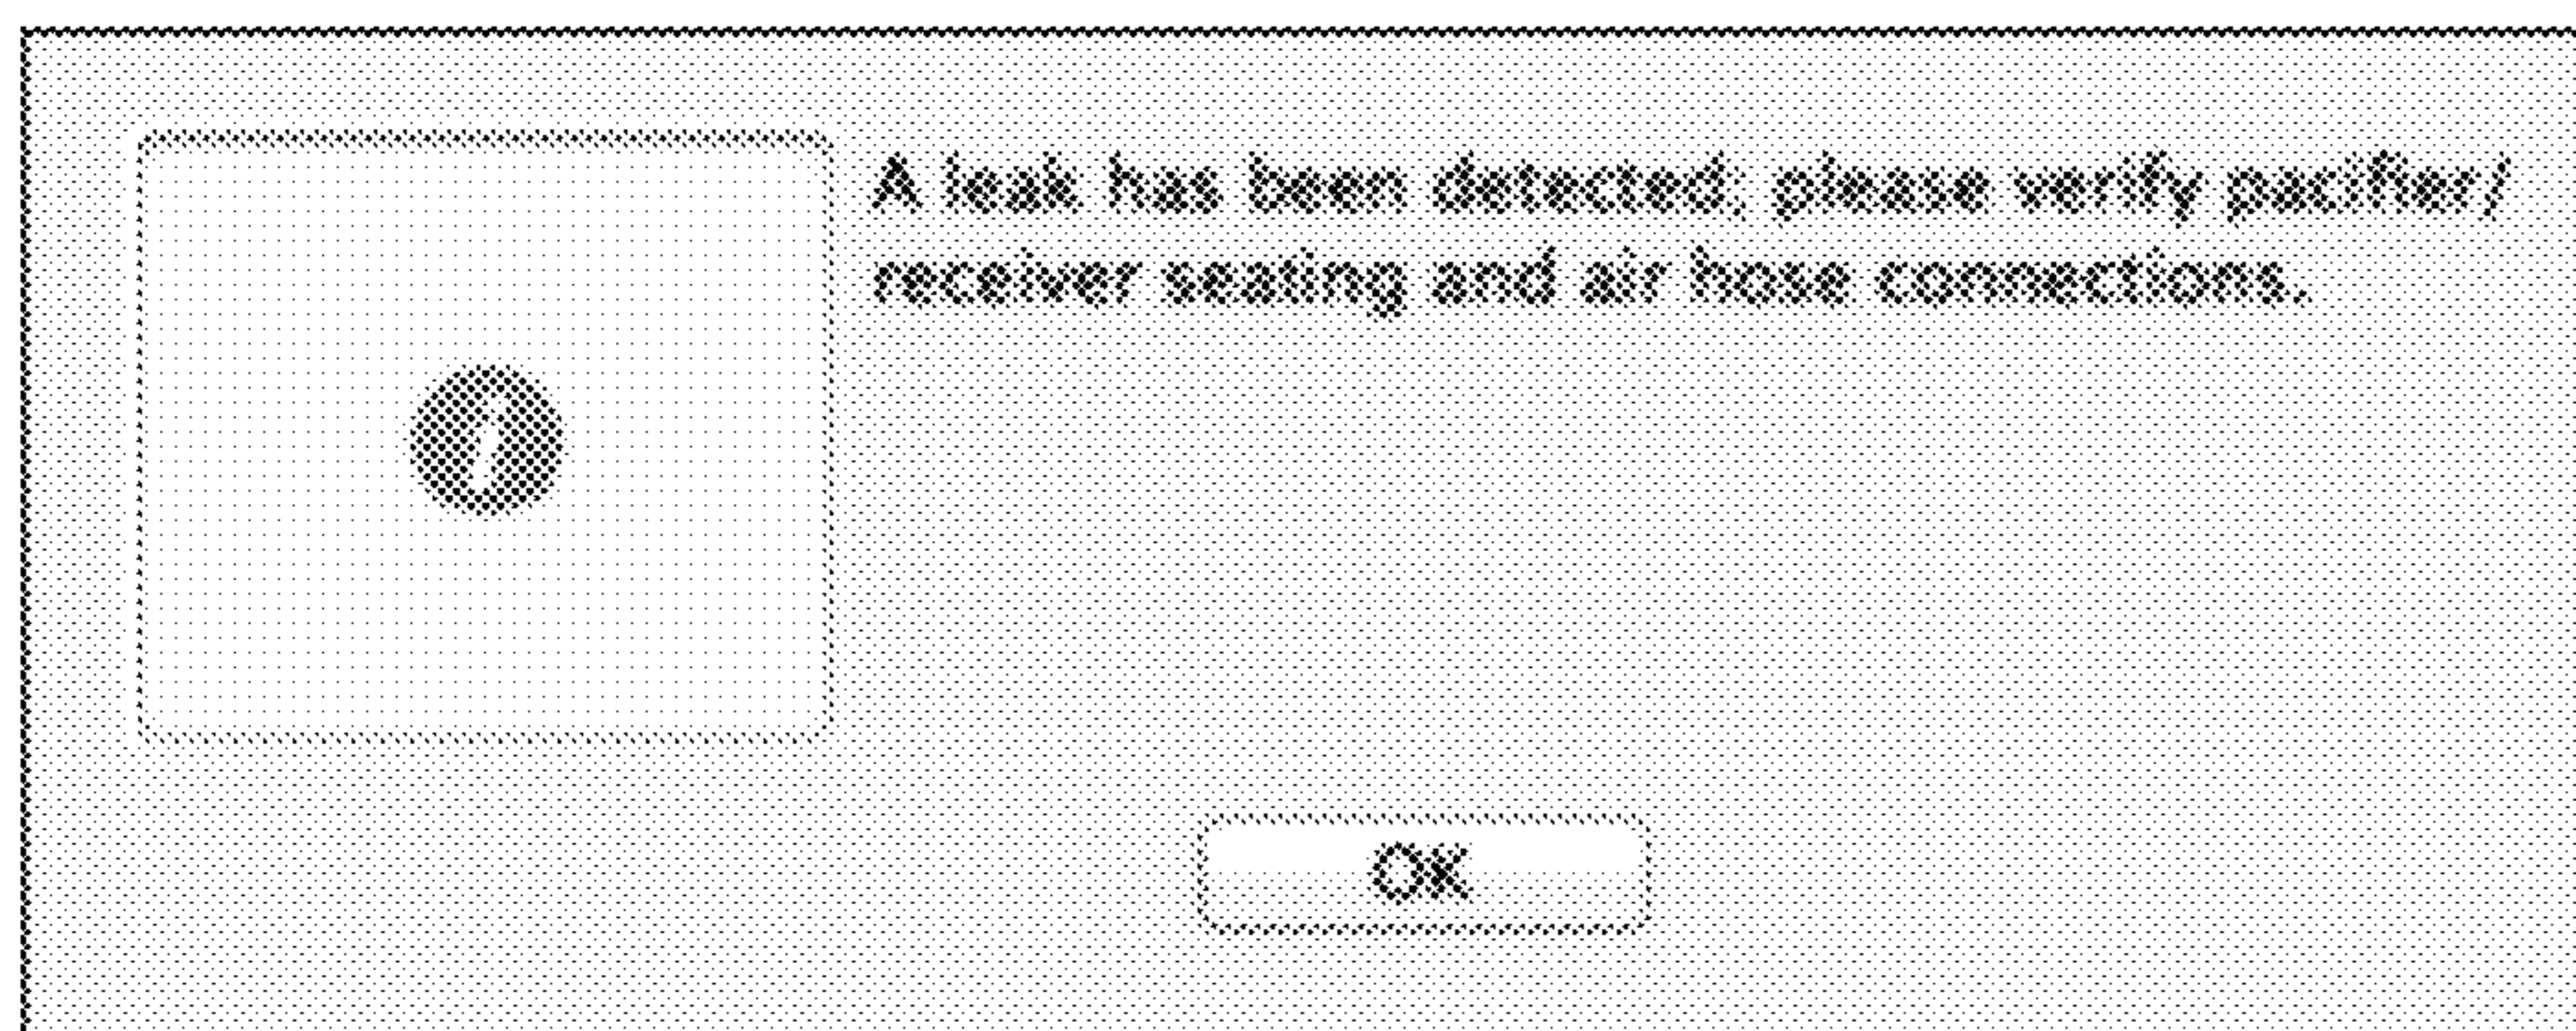 A leak has been detected; please verify pacifier/
receiver seating and air hose connections.
i
OK